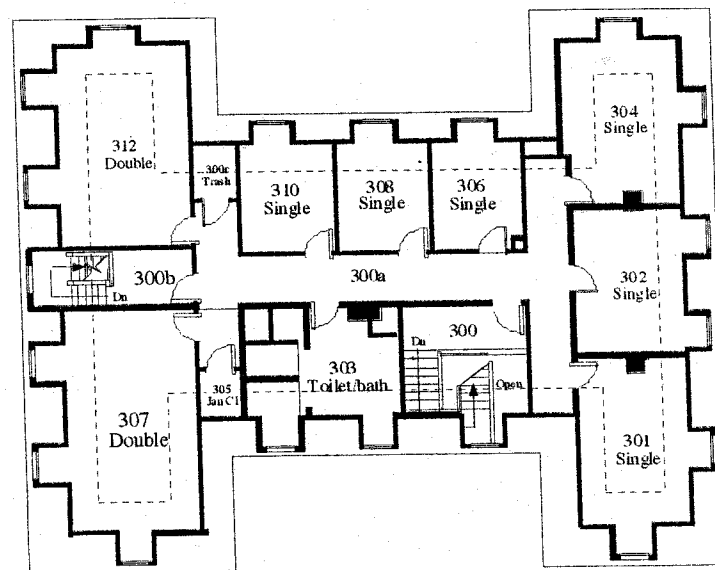 304
Single
312
Double
300c
Trash
310
Single
308
Single
306
Single
300b
Dn
300a
302
Single
300
Dn
303
Toilet/bath
Open
305
Jan Cl
307
Double
301
Single